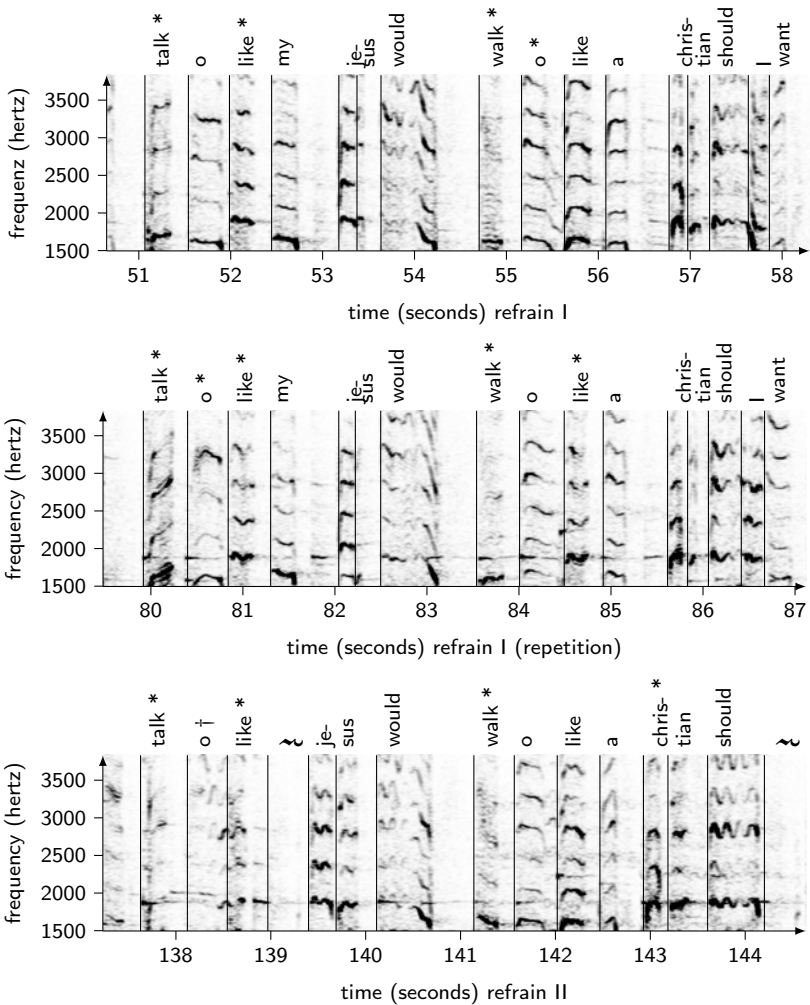 talk * o like * my je- sus would walk * o * like a chris- tian should I want
frequenz (hertz)
3500
3000
2500
2000
1500
51 52 53 54 55 56 57 58
time (seconds) refrain I
talk * o * like * my je- sus would walk * o like * a chris- tian should I want
frequency (hertz)
3500
3000
2500
2000
1500
80 81 82 83 84 85 86 87
time (seconds) refrain I (repetition)
talk * o † like * je- sus would walk * o like a chris- * tian should
frequency (hertz)
3500
3000
2500
2000
1500
138 139 140 141 142 143 144
time (seconds) refrain II